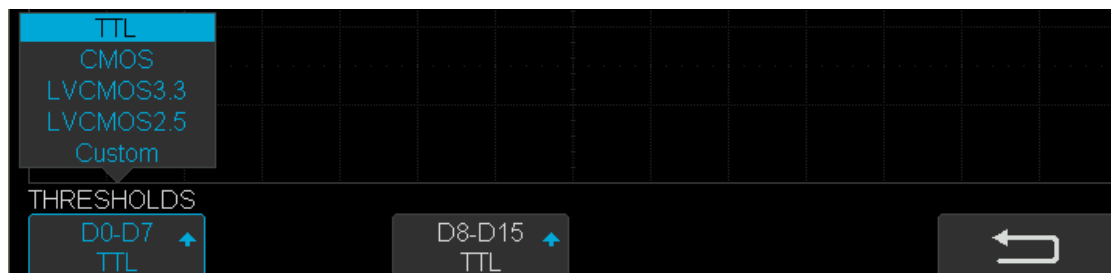 TTL
CMOS
LVCMOS3.3
LVCMOS2.5
Custom
THRESHOLDS
D0-D7
TTL
D8-D15
TTL